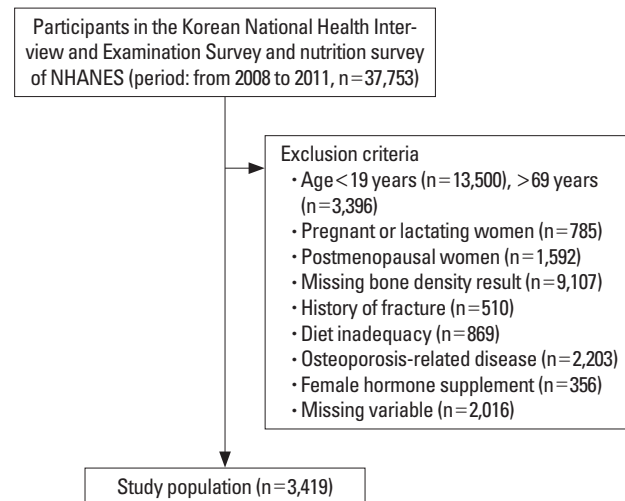 Participants in the Korean National Health Inter-
view and Examination Survey and nutrition survey
of NHANES (period: from 2008 to 2011, n=37,753)
Exclusion criteria
· Age<19 years (n=13,500), >69 years
(n=3,396)
· Pregnant or lactating women (n=785)
· Postmenopausal women (n=1,592)
· Missing bone density result (n=9,107)
· History of fracture (n=510)
· Diet inadequacy (n=869)
· Osteoporosis-related disease (n=2,203)
· Female hormone supplement (n=356)
· Missing variable (n=2,016)
Study population (n=3,419)